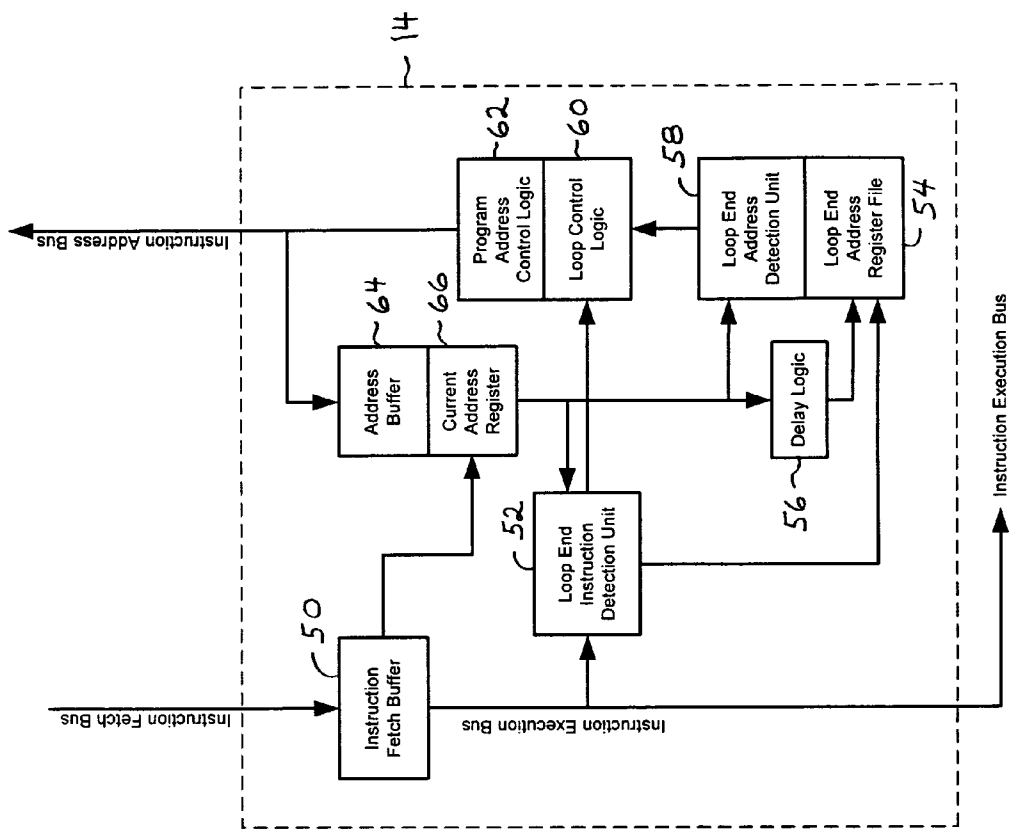 14
Instruction Address Bus
Instruction Fetch Bus
62
Program
Address
Control Logic
60
Loop Control
Logic
64
Address
Buffer
66
Current
Address
Register
58
Loop End
Address
Detection Unit
Loop End
Address
Register File
54
56
Delay Logic
52
Loop End
Instruction
Detection Unit
50
Instruction
Fetch Buffer
Instruction Execution Bus
Instruction Execution Bus